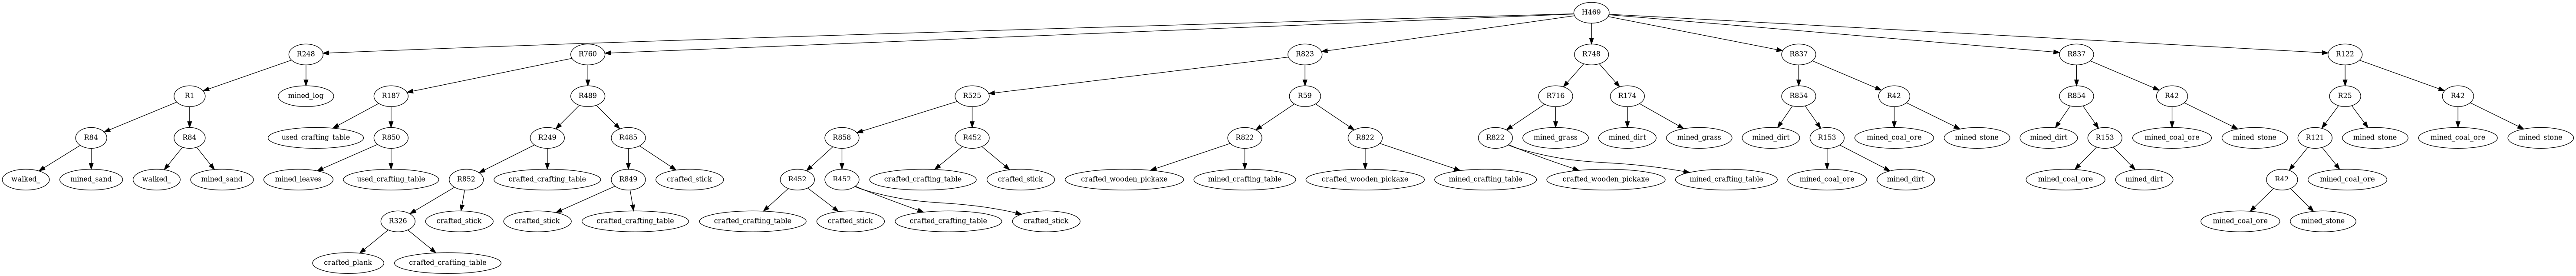 H469
R248 R760 R823 R748 R837 R837 R122
R1 mined_log R187 R489 R525 R59 R716 R174 R854 R42 R854 R42 R25 R42
R84 R84 used_crafting_table R850 R249 R485 R858 R452 R822 R822 R822 mined_grass mined_dirt mined_grass mined_dirt R153 mined_coal_ore mined_stone mined_dirt R153 mined_coal_ore mined_stone R121 mined_stone mined_coal_ore mined_stone
walked_ mined_sand walked_ mined_sand mined_leaves used_crafting_table R852 crafted_crafting_table R849 crafted_stick R452 R452 crafted_crafting_table crafted_stick crafted_wooden_pickaxe mined_crafting_table crafted_wooden_pickaxe mined_crafting_table crafted_wooden_pickaxe mined_crafting_table mined_coal_ore mined_dirt mined_coal_ore mined_dirt R42 mined_coal_ore
R326 crafted_stick crafted_stick crafted_crafting_table crafted_crafting_table crafted_stick crafted_crafting_table crafted_stick mined_coal_ore mined_stone
crafted_plank crafted_crafting_table